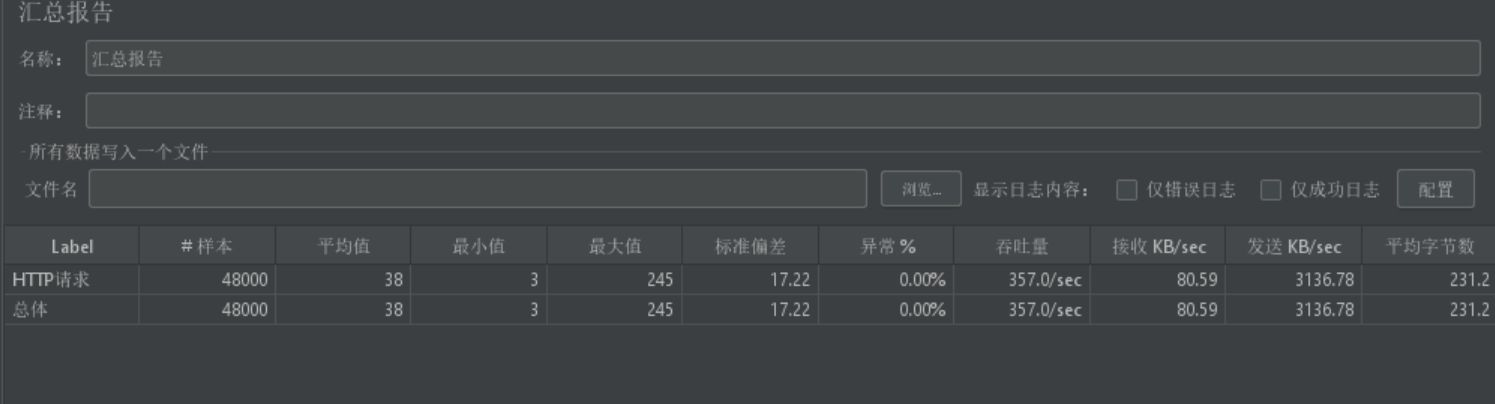 汇总报告
名称： 汇总报告
注释：
所有数据写入一个文件
文件名 浏览... 显示日志内容： 仅错误日志 仅成功日志 配置
Label # 样本 平均值 最小值 最大值 标准偏差 异常 % 吞吐量 接收 KB/sec 发送 KB/sec 平均字节数
HTTP请求 48000 38 3 245 17.22 0.00% 357.0/sec 80.59 3136.78 231.2
总体 48000 38 3 245 17.22 0.00% 357.0/sec 80.59 3136.78 231.2